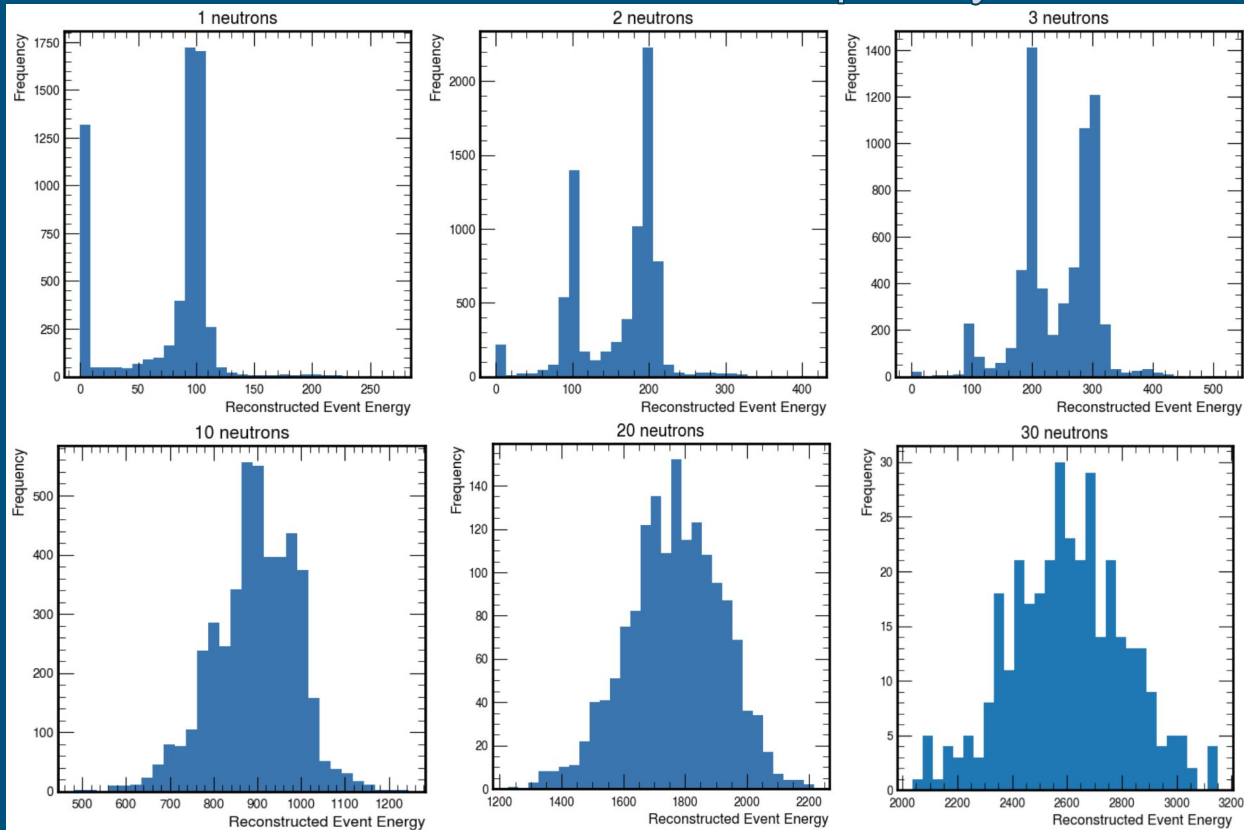 1 neutrons
Frequency
1750
1500
1250
1000
750
500
250
0
0 50 100 150 200 250
Reconstructed Event Energy
2 neutrons
Frequency
2000
1500
1000
500
0
0 100 200 300 400
Reconstructed Event Energy
3 neutrons
Frequency
1400
1200
1000
800
600
400
200
0
0 100 200 300 400 500
Reconstructed Event Energy
10 neutrons
Frequency
500
400
300
200
100
0
500 600 700 800 900 1000 1100 1200
Reconstructed Event Energy
20 neutrons
Frequency
140
120
100
80
60
40
20
0
1200 1400 1600 1800 2000 2200
Reconstructed Event Energy
30 neutrons
Frequency
30
25
20
15
10
5
0
2000 2200 2400 2600 2800 3000 3200
Reconstructed Event Energy